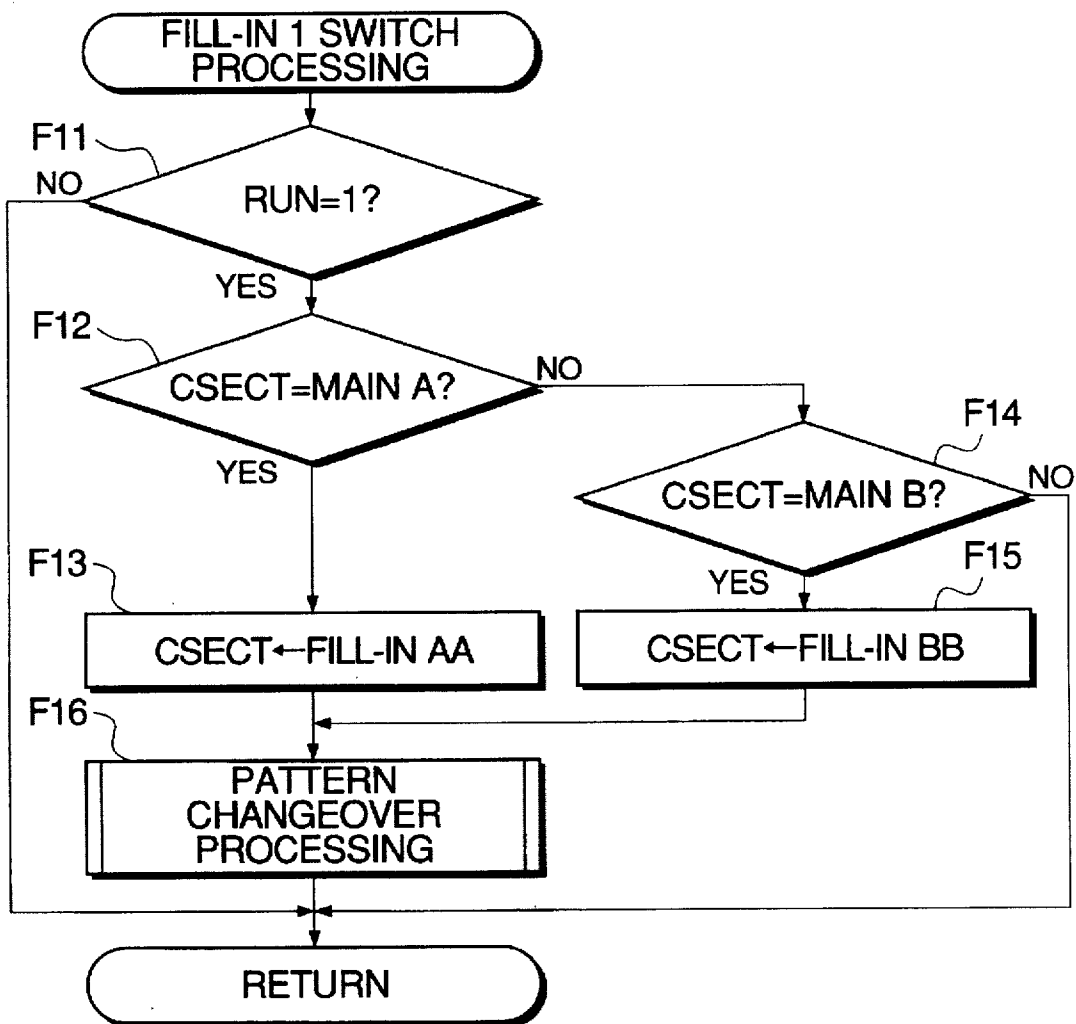 FILL-IN 1 SWITCH
PROCESSING
F11
NO
RUN=1?
YES
F12
CSECT=MAIN A?
NO
YES
F14
CSECT=MAIN B?
NO
YES
F13
CSECT←FILL-IN AA
F15
CSECT←FILL-IN BB
F16
PATTERN
CHANGEOVER
PROCESSING
RETURN